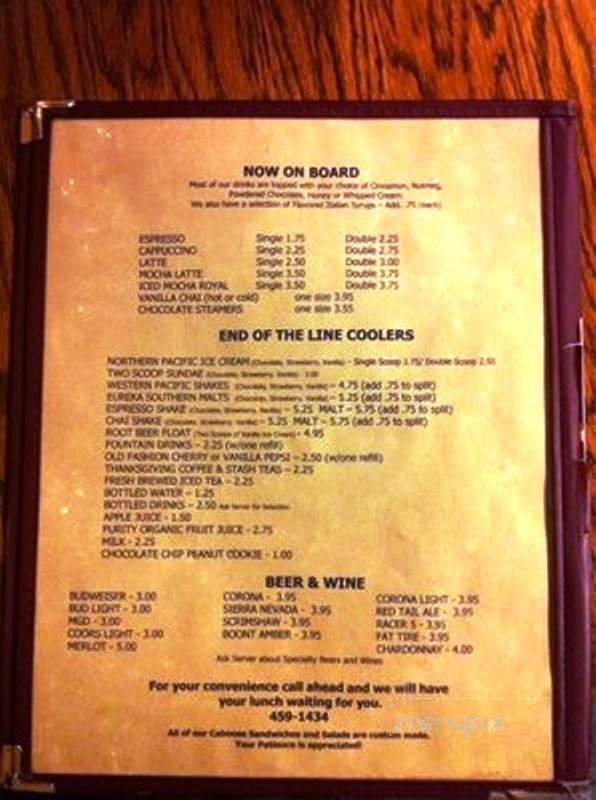 NOW ON BOARD
Most of our drinks are topped with your choice of Cinnamon, Nutmeg,
Powdered Chocolate, Honey or Whipped Cream.
We also have a selection of Flavored Italian Syrups - Add .75 (each)
ESPRESSO Single 1.75 Double 2.25
CAPPUCCINO Single 2.25 Double 2.75
LATTE Single 2.50 Double 3.00
MOCHA LATTE Single 3.50 Double 3.75
ICED MOCHA ROYAL Single 3.50 Double 3.75
VANILLA CHAI (hot or cold) one size 3.95
CHOCOLATE STEAMERS one size 3.55
END OF THE LINE COOLERS
NORTHERN PACIFIC ICE CREAM (Chocolate, Strawberry, Vanilla) - Single Scoop 1.75/ Double Scoop 2.50
TWO SCOOP SUNDAE (Chocolate, Strawberry, Vanilla) -
WESTERN PACIFIC SHAKES (Chocolate, Strawberry, Vanilla) – 4.75 (add .75 to split)
EUREKA SOUTHERN MALTS (Chocolate, Strawberry, Vanilla) – 5.25 (add .75 to split)
ESPRESSO SHAKE (Chocolate, Strawberry, Vanilla) – 5.25 MALT – 5.75 (add .75 to split)
CHAI SHAKE (Chocolate, Strawberry, Vanilla) – 5.25 MALT – 5.75 (add .75 to split)
ROOT BEER FLOAT (Two Scoops of Vanilla Ice Cream) – 4.95
FOUNTAIN DRINKS – 2.25 (w/one refill)
OLD FASHION CHERRY or VANILLA PEPSI – 2.50 (w/one refill)
THANKSGIVING COFFEE & STASH TEAS – 2.25
FRESH BREWED ICED TEA – 2.25
BOTTLED WATER – 1.25
BOTTLED DRINKS – 2.50 Ask Server for Selection
APPLE JUICE - 1.50
PURITY ORGANIC FRUIT JUICE - 2.75
MILK - 2.25
CHOCOLATE CHIP PEANUT COOKIE - 1.00
BEER & WINE
BUDWEISER - 3.00 CORONA - 3.95 CORONA LIGHT - 3.95
BUD LIGHT - 3.00 SIERRA NEVADA - 3.95 RED TAIL ALE - 3.95
MGD - 3.00 SCRIMSHAW - 3.95 RACER 5 - 3.95
COORS LIGHT - 3.00 BOONT AMBER - 3.95 FAT TIRE - 3.95
MERLOT - 5.00 CHARDONNAY - 4.00
Ask Server about Specialty Beers and Wines
For your convenience call ahead and we will have
your lunch waiting for you.
459-1434
All of our Caboose Sandwiches and Salads are custom made.
Your Patience is appreciated!
menupix